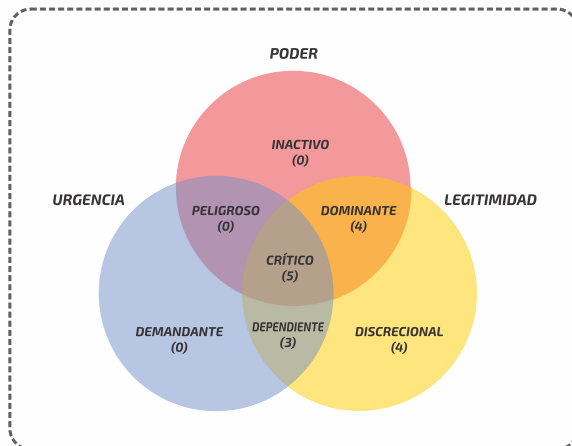 PODER
INACTIVO
(0)
URGENCIA
LEGITIMIDAD
PELIGROSO
(0)
DOMINANTE
(4)
CRÍTICO
(5)
DEMANDANTE
(0)
DEPENDIENTE
(3)
DISCRECIONAL
(4)